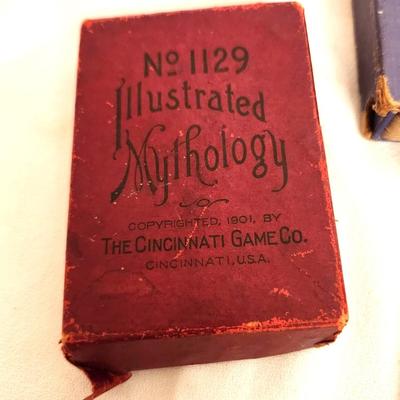 No 1129
Illustrated
Mythology
COPYRIGHTED, 1901, BY
THE CINCINNATI GAME CO.
CINCINNATI, U.S.A.